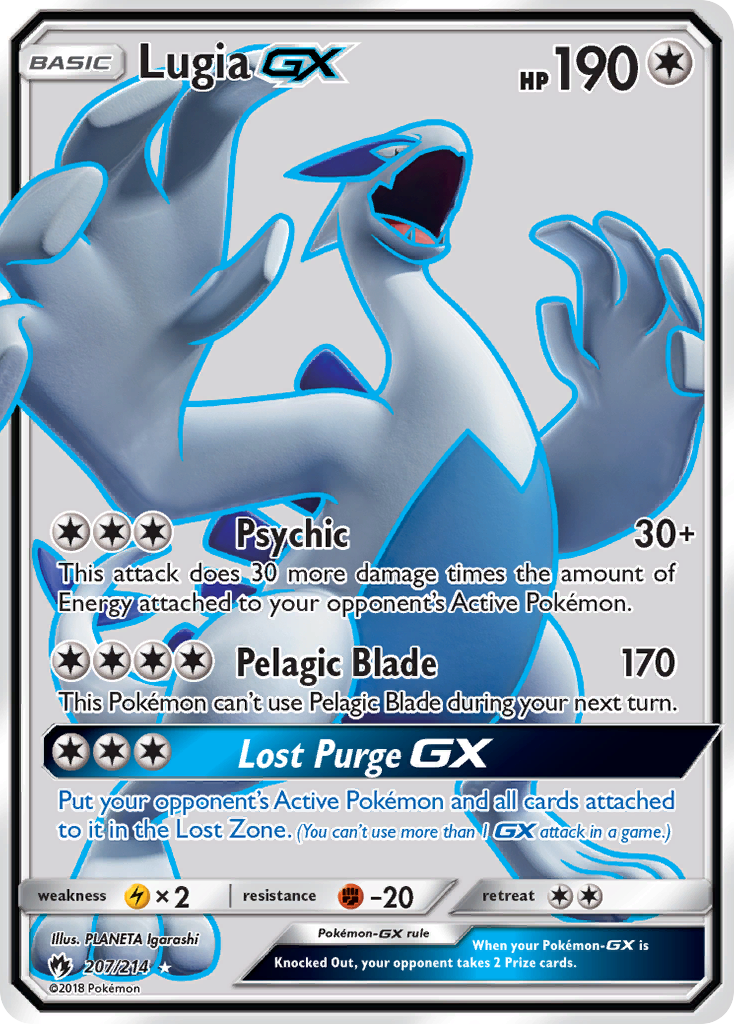 BASIC Lugia GX HP 190
Psychic 30+
This attack does 30 more damage times the amount of
Energy attached to your opponent's Active Pokémon.
Pelagic Blade 170
This Pokémon can't use Pelagic Blade during your next turn.
Lost Purge GX
Put your opponent's Active Pokémon and all cards attached
to it in the Lost Zone. (You can't use more than 1 GX attack in a game.)
weakness ×2 resistance -20 retreat
Illus. PLANETA Igarashi
207/214 ★
©2018 Pokémon
Pokémon-GX rule
When your Pokémon-GX is
Knocked Out, your opponent takes 2 Prize cards.